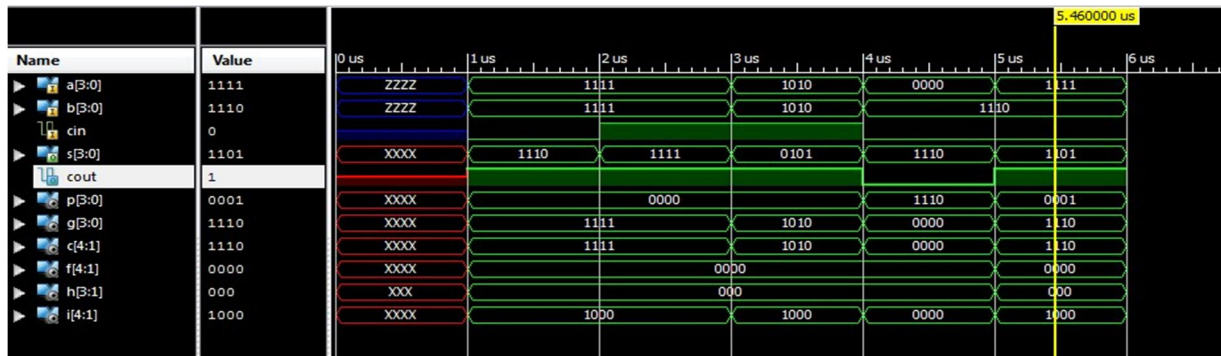 5.460000 us
Name Value 0 us 1 us 2 us 3 us 4 us 5 us 6 us
a[3:0] 1111 ZZZZ 1111 1010 0000 1111
b[3:0] 1110 ZZZZ 1111 1010 1110
cin 0
s[3:0] 1101 XXXX 1110 1111 0101 1110 1101
cout 1
p[3:0] 0001 XXXX 0000 1110 0001
g[3:0] 1110 XXXX 1111 1010 0000 1110
c[4:1] 1110 XXXX 1111 1010 0000 1110
f[4:1] 0000 XXXX 0000 0000
h[3:1] 000 XXX 000 000
i[4:1] 1000 XXXX 1000 1000 0000 1000